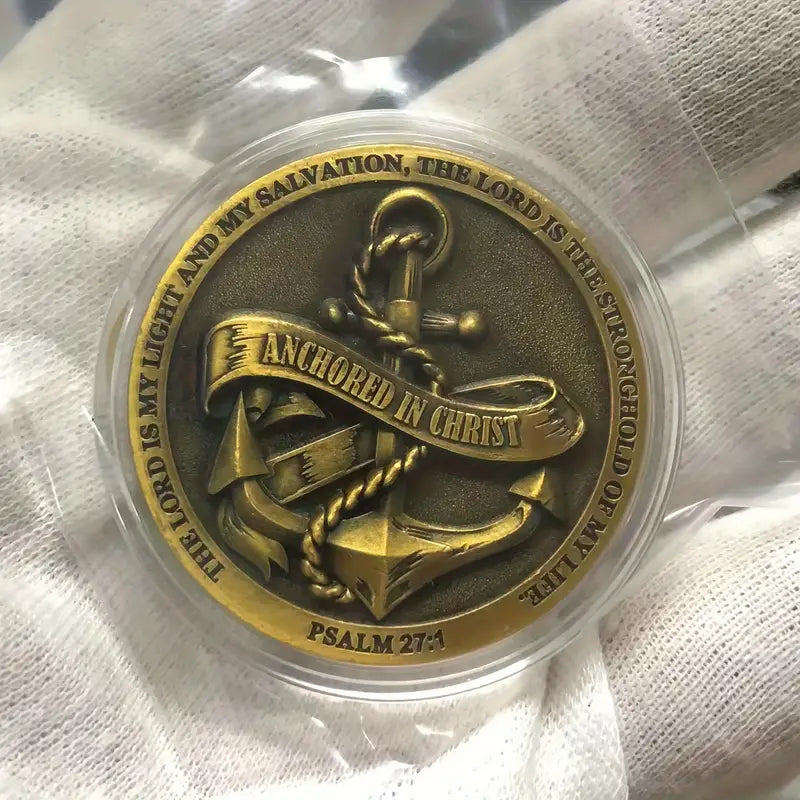 THE LORD IS MY LIGHT AND MY SALVATION, THE LORD IS THE STRONGHOLD OF MY LIFE.
ANCHORED IN CHRIST
PSALM 27:1